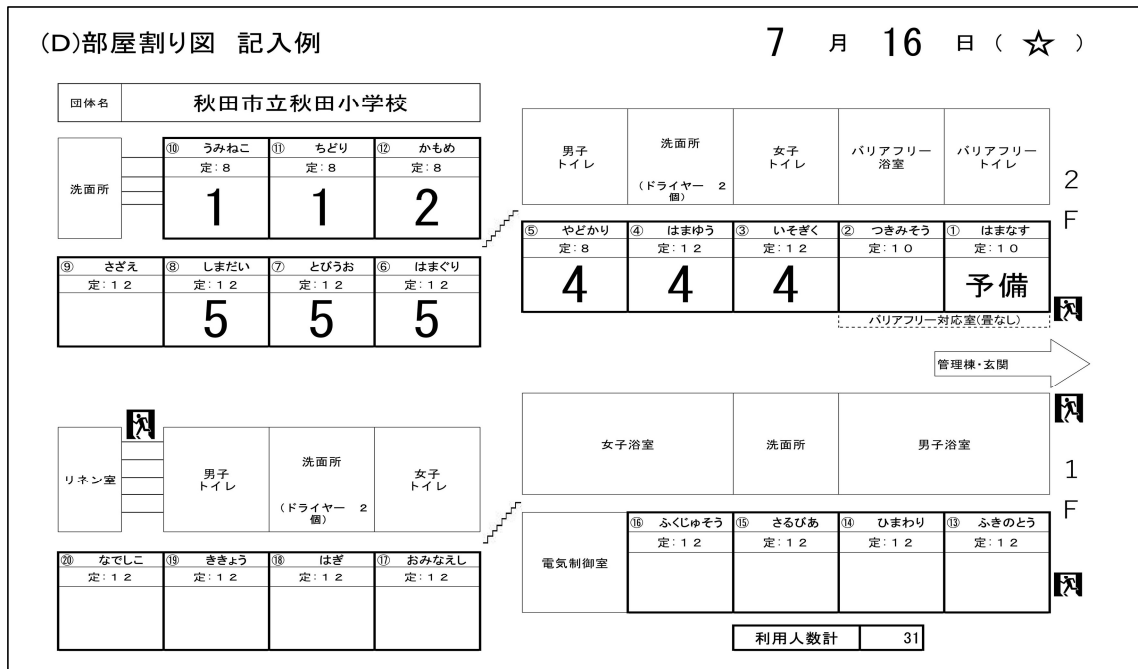 (D)部屋割り図 記入例
7 月 16 日 ( ☆ )
団体名 秋田市立秋田小学校
洗面所
⑩ うみねこ ⑪ ちどり ⑫ かもめ
定:8 定:8 定:8
1 1 2
男子
トイレ
洗面所
(ドライヤー 2
個)
女子
トイレ
バリアフリー
浴室
バリアフリー
トイレ
2
F
⑨ さざえ ⑧ しまだい ⑦ とびうお ⑥ はまぐり
定:12 定:12 定:12 定:12
5 5 5
⑤ やどかり ④ はまゆう ③ いそぎく ② つきみそう ① はまなす
定:8 定:12 定:12 定:10 定:10
4 4 4 予備
バリアフリー対応室(畳なし)
管理棟・玄関
リネン室
男子
トイレ
洗面所
(ドライヤー 2
個)
女子
トイレ
女子浴室 洗面所 男子浴室
1
F
⑳ なでしこ ⑲ ききょう ⑱ はぎ ⑰ おみなえし
定:12 定:12 定:12 定:12
電気制御室
⑯ ふくじゅそう ⑮ さるびあ ⑭ ひまわり ⑬ ふきのとう
定:12 定:12 定:12 定:12
利用人数計 31